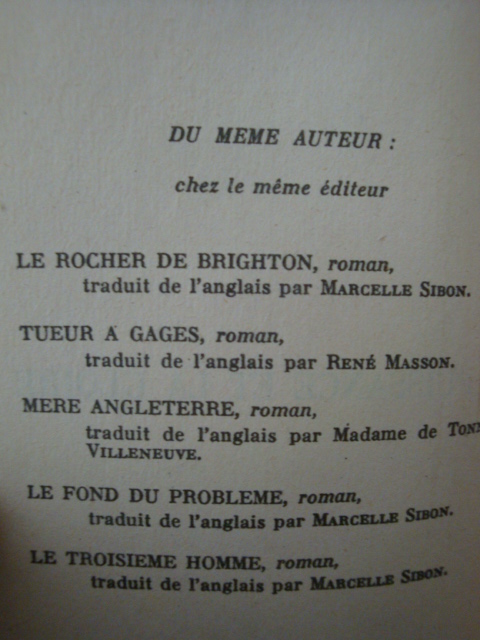 DU MEME AUTEUR :
chez le même éditeur
LE ROCHER DE BRIGHTON, roman,
traduit de l'anglais par MARCELLE SIBON.
TUEUR A GAGES, roman,
traduit de l'anglais par RENÉ MASSON.
MERE ANGLETERRE, roman,
traduit de l'anglais par Madame de
VILLENEUVE.
LE FOND DU PROBLEME, roman,
traduit de l'anglais par MARCELLE SIBON.
LE TROISIEME HOMME, roman,
traduit de l'anglais par MARCELLE SIBON.